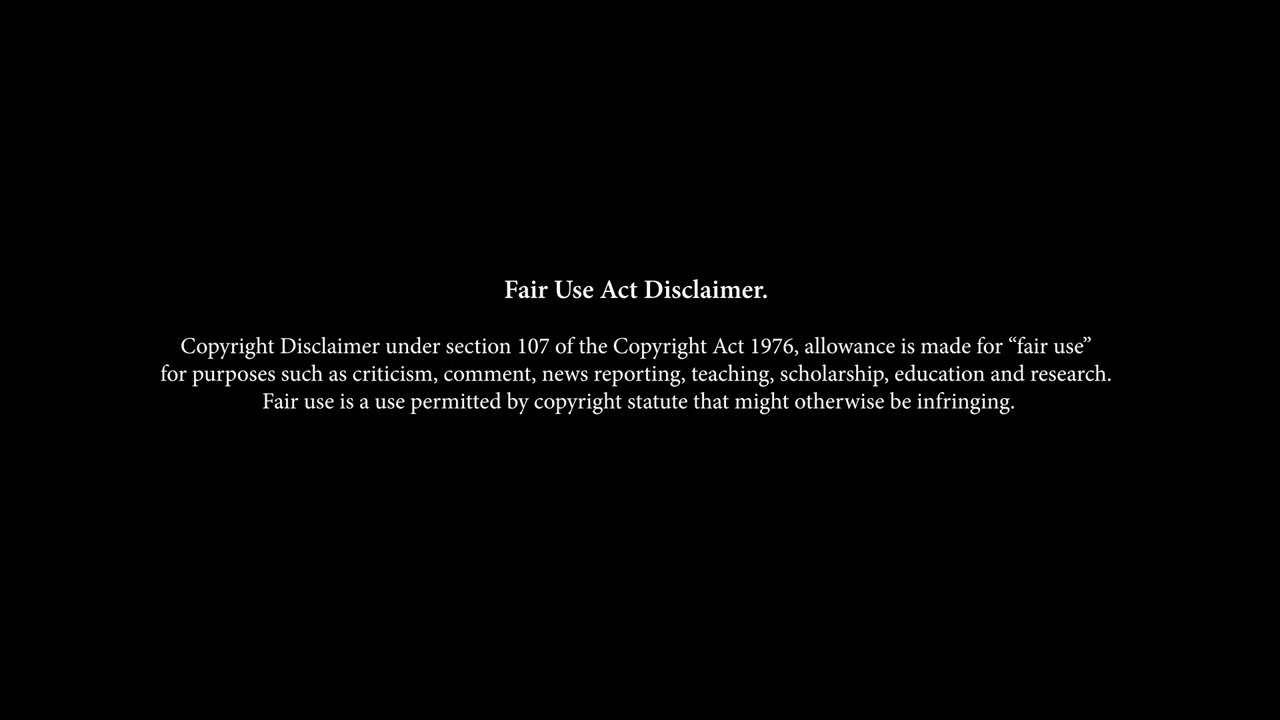 Fair Use Act Disclaimer.
Copyright Disclaimer under section 107 of the Copyright Act 1976, allowance is made for “fair use”
for purposes such as criticism, comment, news reporting, teaching, scholarship, education and research.
Fair use is a use permitted by copyright statute that might otherwise be infringing.